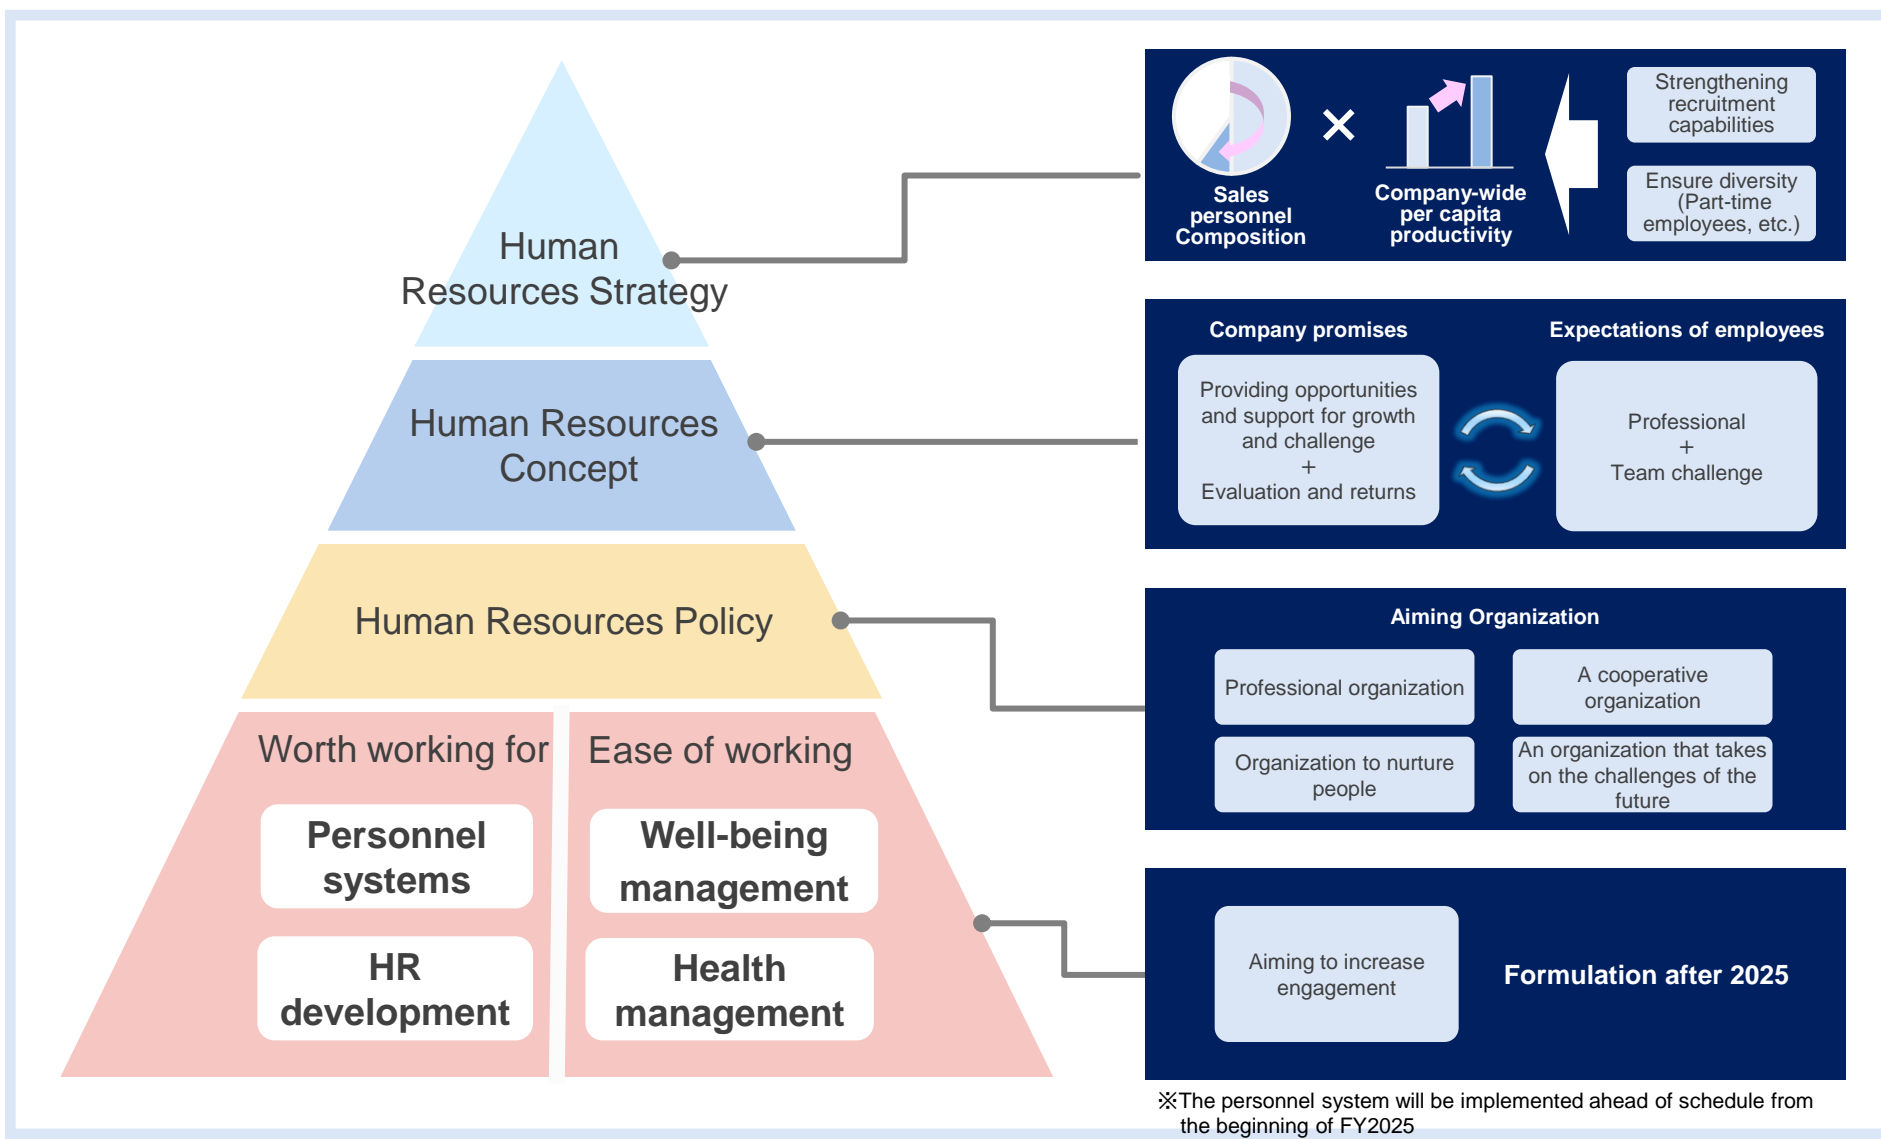 Human
Resources Strategy
Human Resources
Concept
Human Resources Policy
Worth working for
Personnel
systems
HR
development
Ease of working
Well-being
management
Health
management
Sales
personnel
Composition
×
Company-wide
per capita
productivity
Strengthening
recruitment
capabilities
Ensure diversity
(Part-time
employees, etc.)
Company promises
Providing opportunities
and support for growth
and challenge
+
Evaluation and returns
Expectations of employees
Professional
+
Team challenge
Aiming Organization
Professional organization
A cooperative
organization
Organization to nurture
people
An organization that takes
on the challenges of the
future
Aiming to increase
engagement
Formulation after 2025
※The personnel system will be implemented ahead of schedule from
the beginning of FY2025